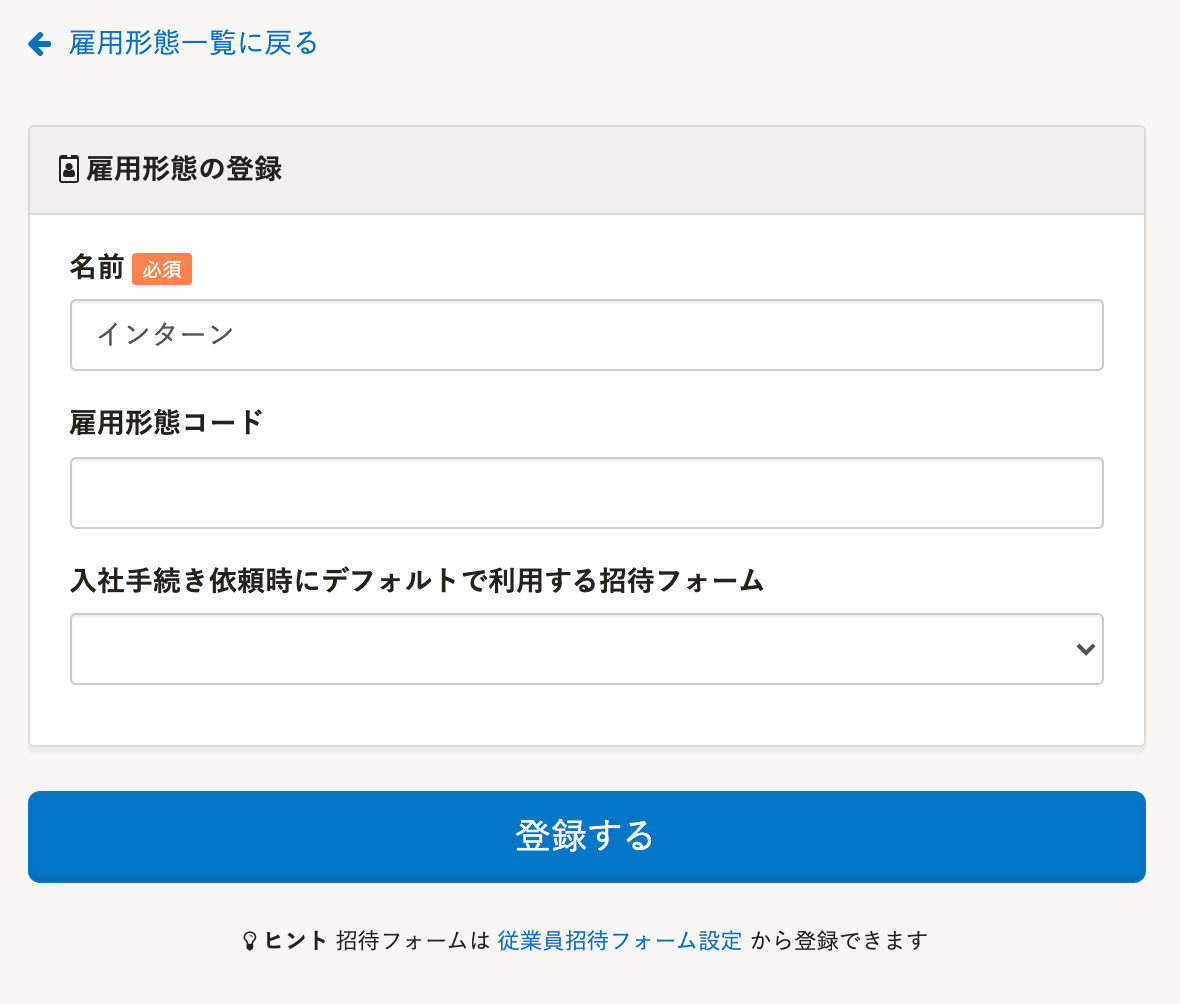 雇用形態一覧に戻る
雇用形態の登録
名前 必須
インターン
雇用形態コード
入社手続き依頼時にデフォルトで利用する招待フォーム
登録する
ヒント 招待フォームは 従業員招待フォーム設定 から登録できます